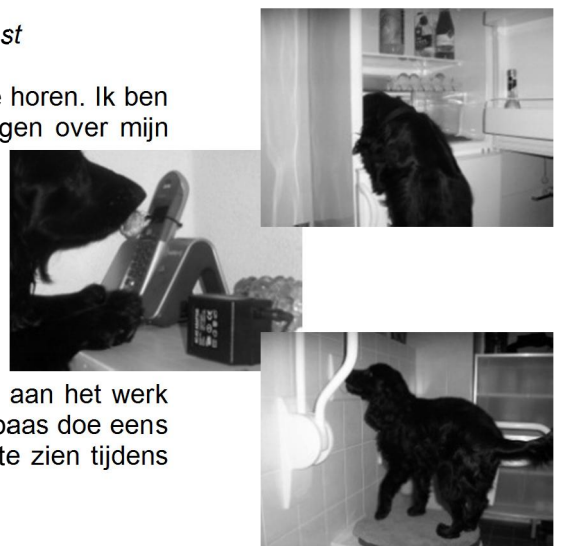 st
e horen. Ik ben
gen over mijn
aan het werk
baas doe eens
te zien tijdens